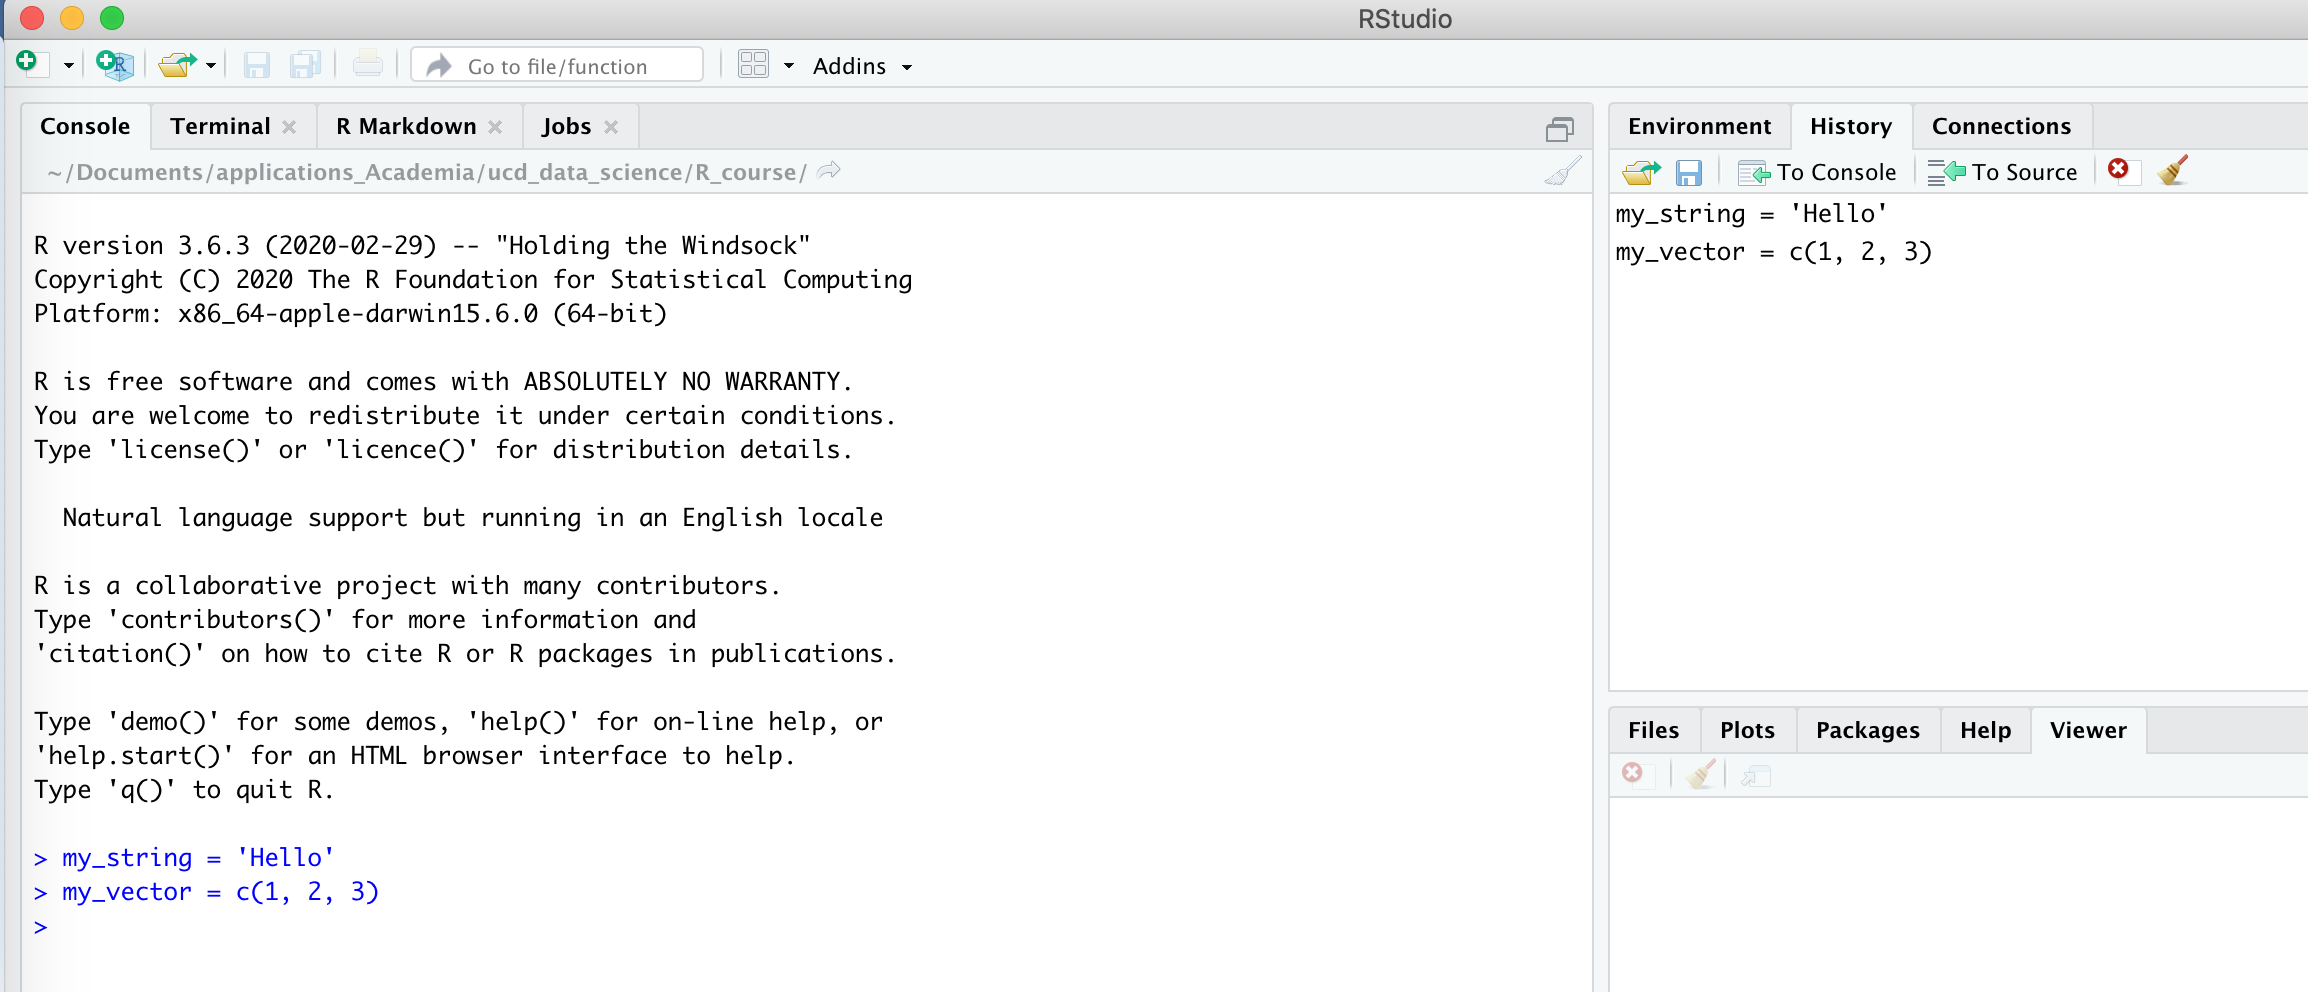 RStudio
Go to file/function
Addins
Console Terminal R Markdown Jobs
~/Documents/applications_Academia/ucd_data_science/R_course/
R version 3.6.3 (2020-02-29) -- "Holding the Windsock"
Copyright (C) 2020 The R Foundation for Statistical Computing
Platform: x86_64-apple-darwin15.6.0 (64-bit)
R is free software and comes with ABSOLUTELY NO WARRANTY.
You are welcome to redistribute it under certain conditions.
Type 'license()' or 'licence()' for distribution details.
Natural language support but running in an English locale
R is a collaborative project with many contributors.
Type 'contributors()' for more information and
'citation()' on how to cite R or R packages in publications.
Type 'demo()' for some demos, 'help()' for on-line help, or
'help.start()' for an HTML browser interface to help.
Type 'q()' to quit R.
> my_string = 'Hello'
> my_vector = c(1, 2, 3)
>
Environment History Connections
To Console To Source
my_string = 'Hello'
my_vector = c(1, 2, 3)
Files Plots Packages Help Viewer